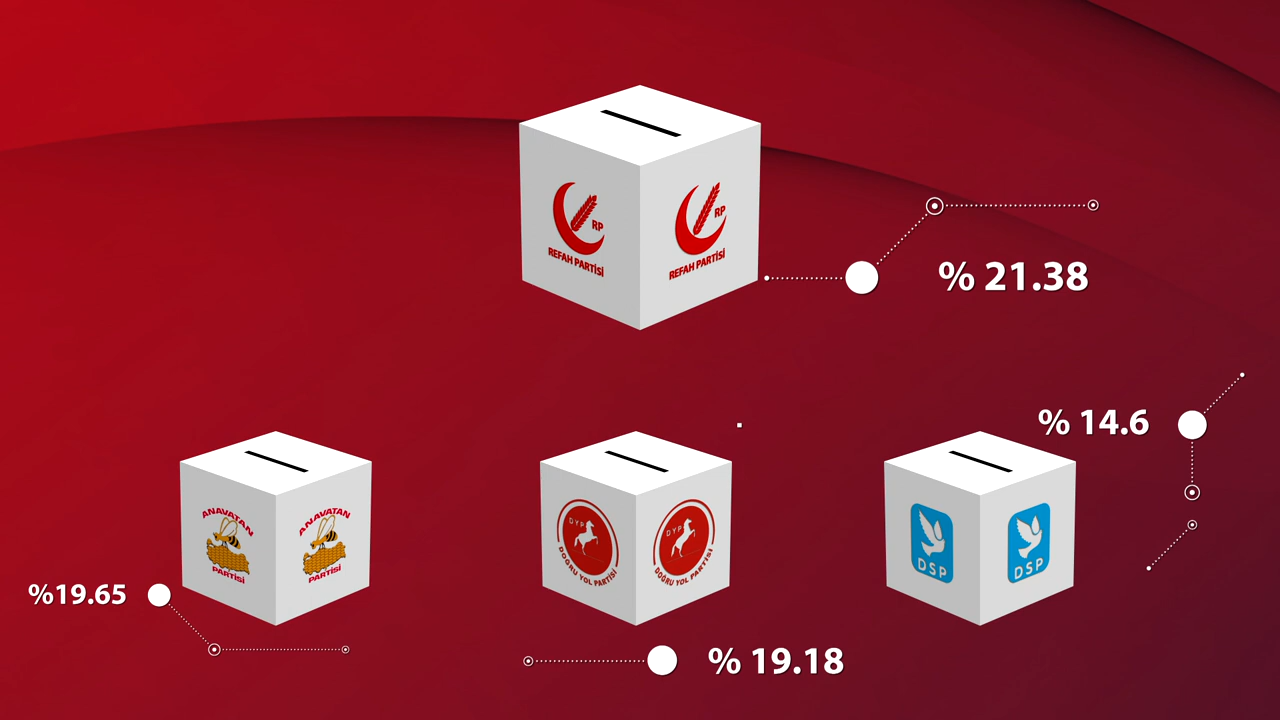 RP
REFAH PARTİSİ
RP
REFAH PARTİSİ
% 21.38
% 14.6
ANAVATAN
PARTİSİ
ANAVATAN
PARTİSİ
%19.65
DYP
DOĞRU YOL PARTİSİ
DYP
DOĞRU YOL PARTİSİ
% 19.18
DSP
DSP